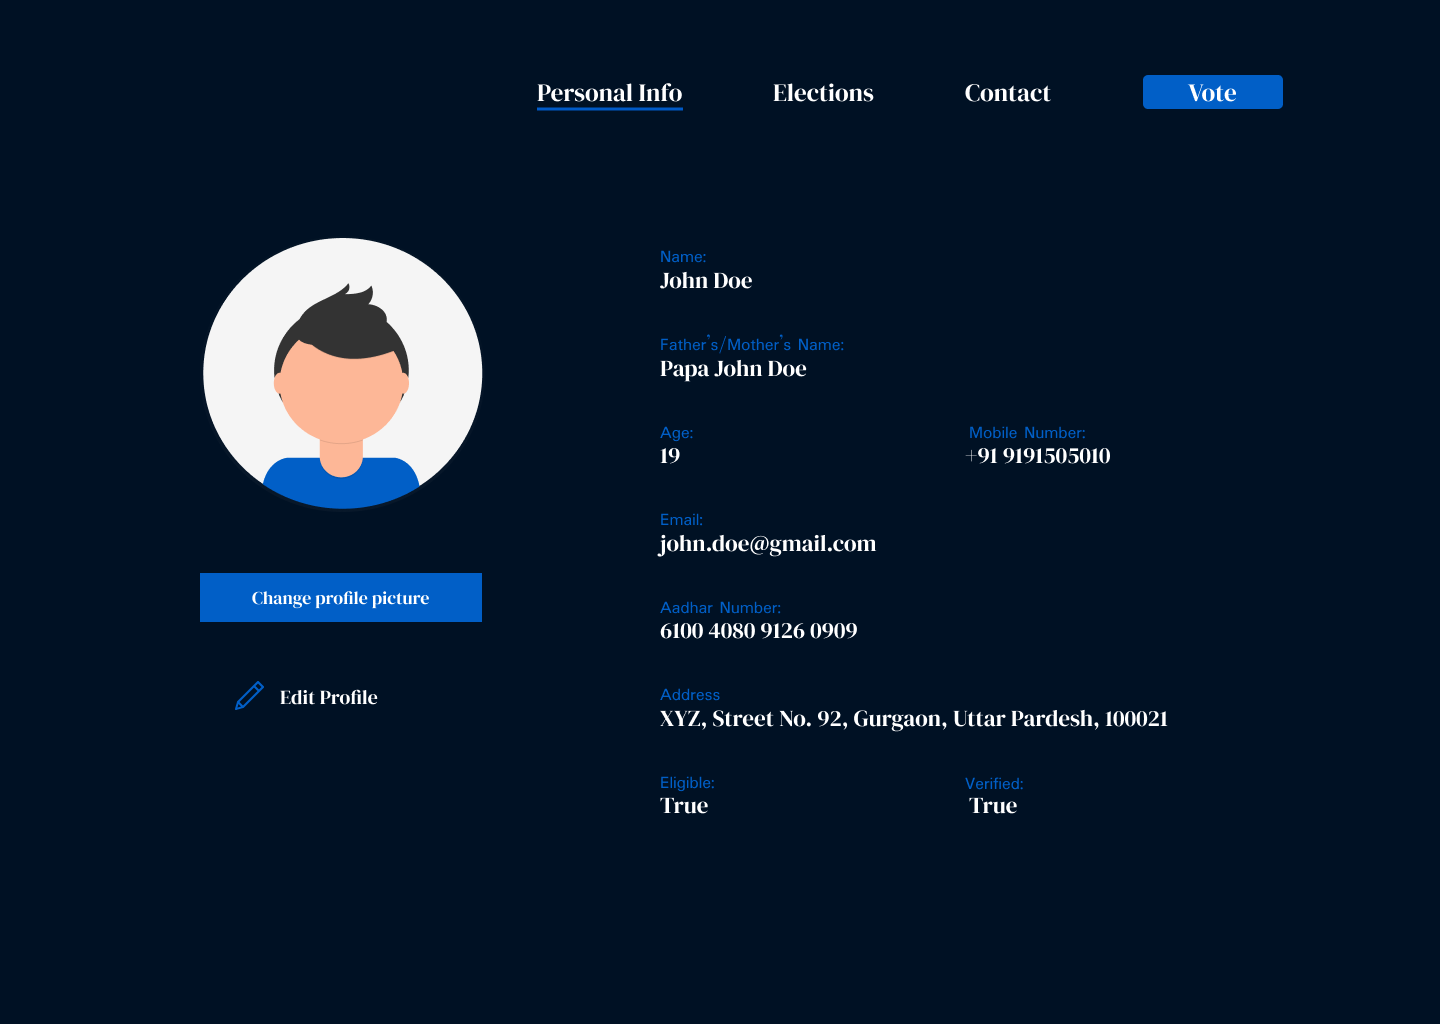 Personal Info Elections Contact Vote
Name:
John Doe
Father's/Mother's Name:
Papa John Doe
Age: Mobile Number:
19 +91 9191505010
Email:
john.doe@gmail.com
Change profile picture
Aadhar Number:
6100 4080 9126 0909
Edit Profile
Address
XYZ, Street No. 92, Gurgaon, Uttar Pardesh, 100021
Eligible: Verified:
True True